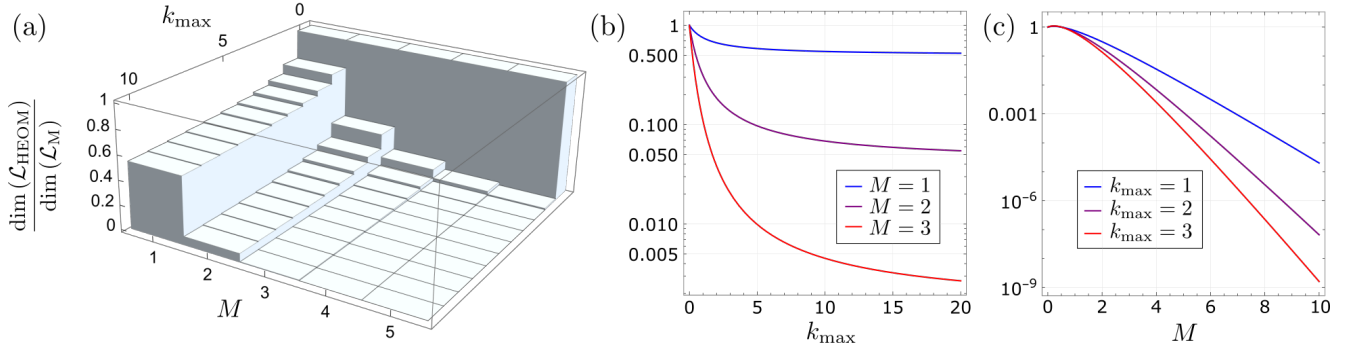 (a)
k_max
0
5
10
dim (ℒ_HEOM)
dim (ℒ_M)
1
0.8
0.6
0.4
0.2
0
1
2
3
4
5
M
(b)
1
0.500
0.100
0.050
0.010
0.005
M = 1
M = 2
M = 3
0 5 10 15 20
k_max
(c)
1
0.001
10^-6
10^-9
k_max = 1
k_max = 2
k_max = 3
0 2 4 6 8 10
M